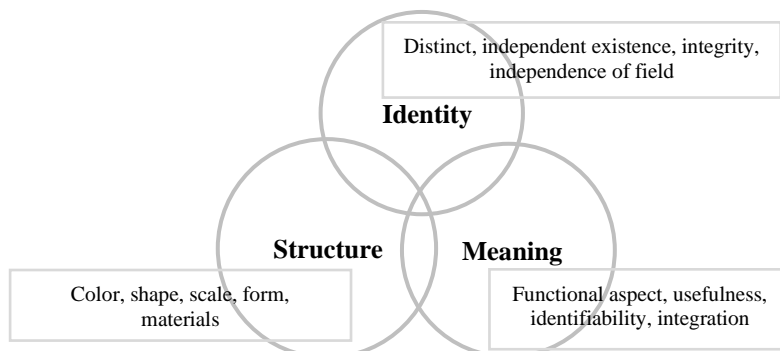 Distinct, independent existence, integrity,
independence of field
Identity
Structure
Meaning
Color, shape, scale, form,
materials
Functional aspect, usefulness,
identifiability, integration